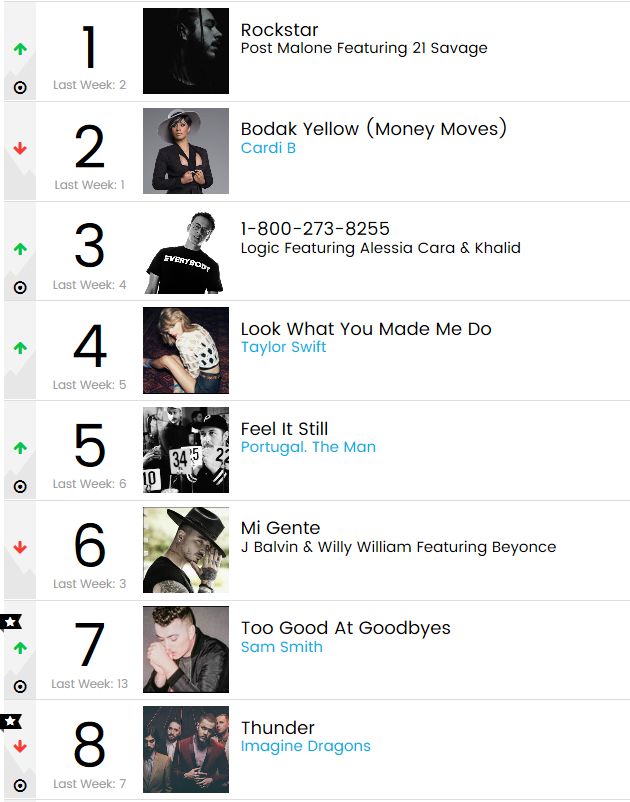 1
Last Week: 2
Rockstar
Post Malone Featuring 21 Savage
2
Last Week: 1
Bodak Yellow (Money Moves)
Cardi B
3
Last Week: 4
EVERYBODY
1-800-273-8255
Logic Featuring Alessia Cara & Khalid
4
Last Week: 5
Look What You Made Me Do
Taylor Swift
5
Last Week: 6
34
10
22
Feel It Still
Portugal. The Man
6
Last Week: 3
Mi Gente
J Balvin & Willy William Featuring Beyonce
7
Last Week: 13
Too Good At Goodbyes
Sam Smith
8
Last Week: 7
Thunder
Imagine Dragons